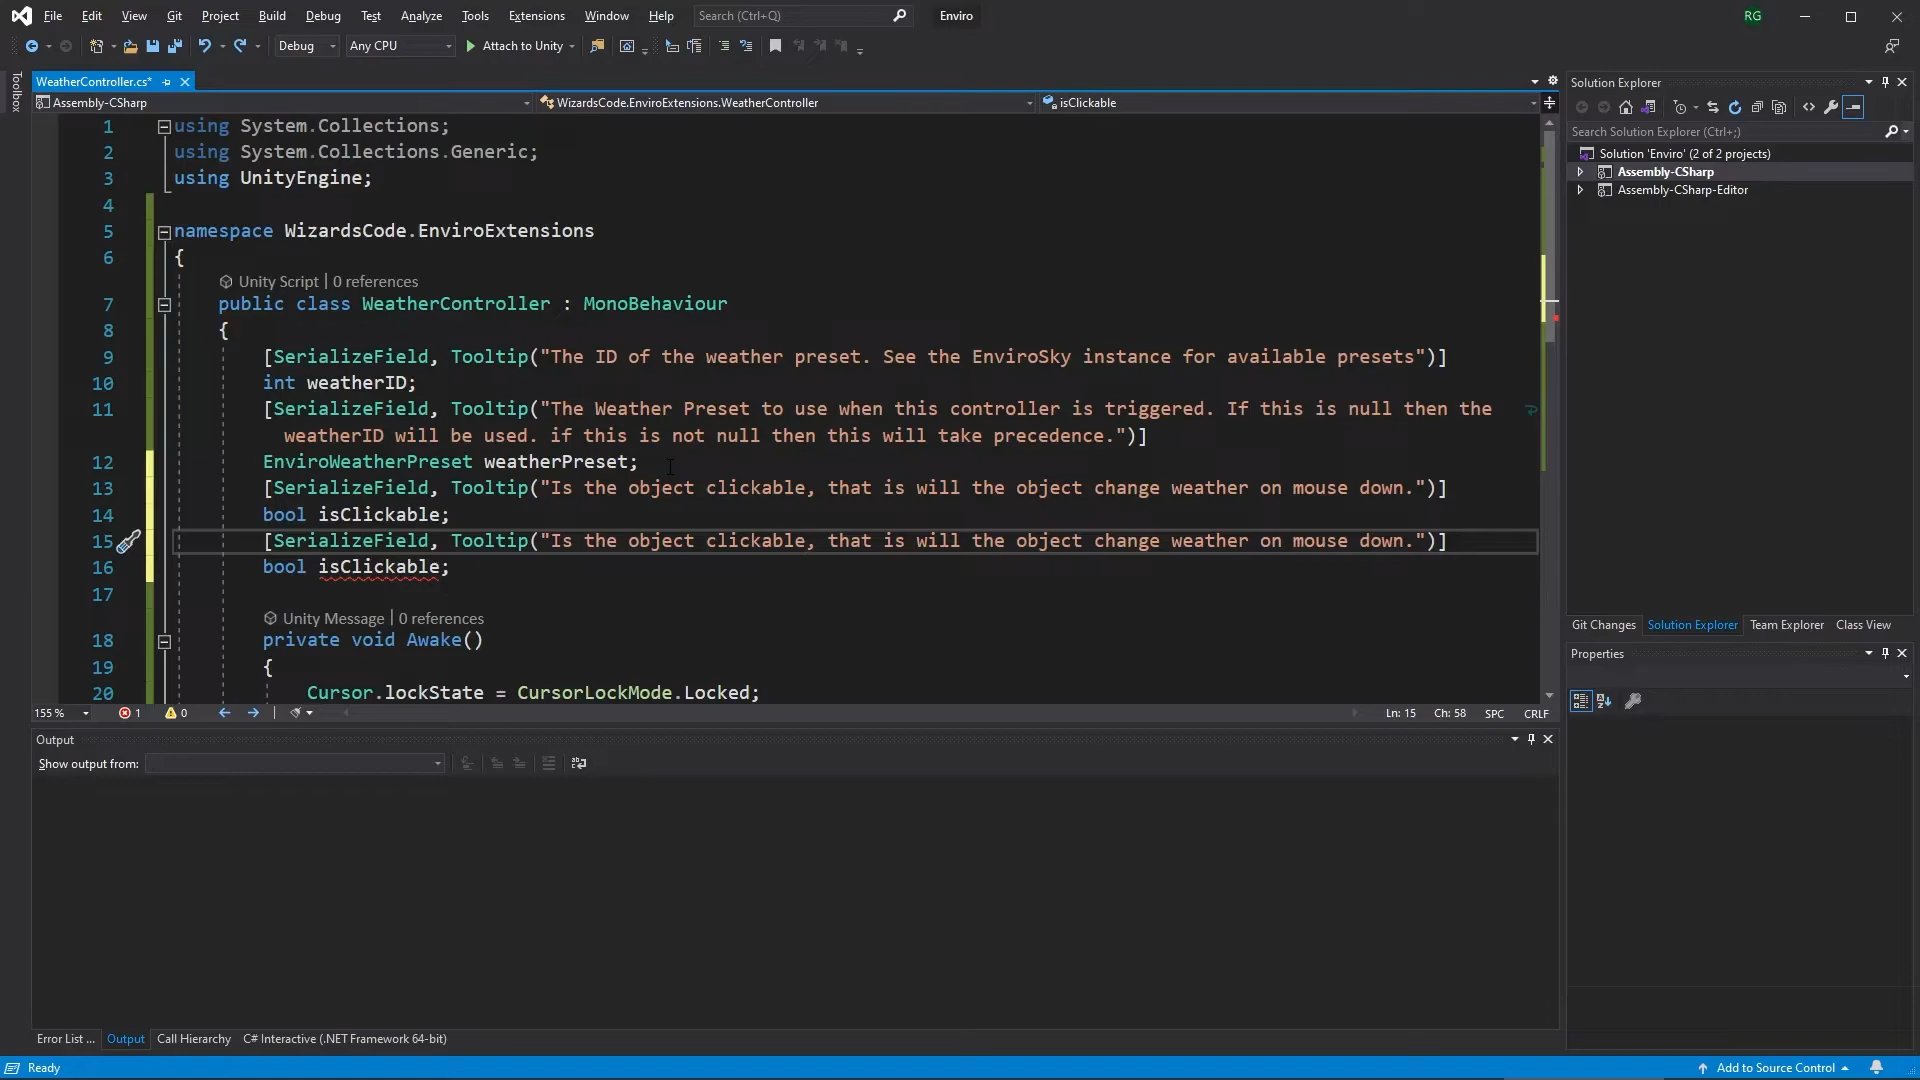 File Edit View Git Project Build Debug Test Analyze Tools Extensions Window Help Search (Ctrl+Q) Enviro RG
Debug Any CPU Attach to Unity
Toolbox
WeatherController.cs*
Assembly-CSharp WizardsCode.EnviroExtensions.WeatherController isClickable
1 using System.Collections;
2 using System.Collections.Generic;
3 using UnityEngine;
4
5 namespace WizardsCode.EnviroExtensions
6 {
Unity Script | 0 references
7 public class WeatherController : MonoBehaviour
8 {
9 [SerializeField, Tooltip("The ID of the weather preset. See the EnviroSky instance for available presets")]
10 int weatherID;
11 [SerializeField, Tooltip("The Weather Preset to use when this controller is triggered. If this is null then the
weatherID will be used. if this is not null then this will take precedence.")]
12 EnviroWeatherPreset weatherPreset;
13 [SerializeField, Tooltip("Is the object clickable, that is will the object change weather on mouse down.")]
14 bool isClickable;
15 [SerializeField, Tooltip("Is the object clickable, that is will the object change weather on mouse down.")]
16 bool isClickable;
17
Unity Message | 0 references
18 private void Awake()
19 {
20 Cursor.lockState = CursorLockMode.Locked;
155 % 1 0 Ln: 15 Ch: 58 SPC CRLF
Output
Show output from:
Error List ... Output Call Hierarchy C# Interactive (.NET Framework 64-bit)
Solution Explorer
Search Solution Explorer (Ctrl+;)
Solution 'Enviro' (2 of 2 projects)
Assembly-CSharp
Assembly-CSharp-Editor
Git Changes Solution Explorer Team Explorer Class View
Properties
Ready Add to Source Control